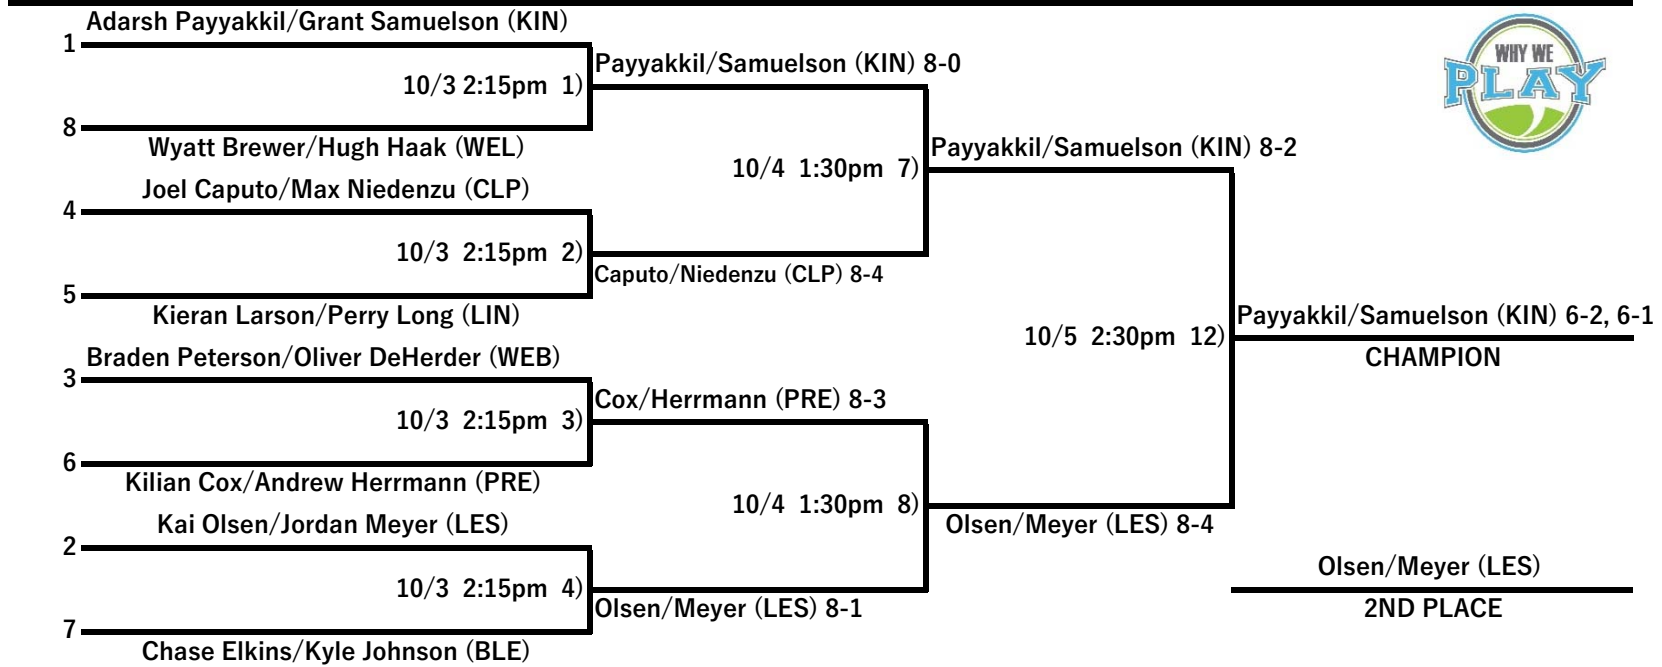 Adarsh Payyakkil/Grant Samuelson (KIN)
1
10/3 2:15pm 1)
Payyakkil/Samuelson (KIN) 8-0
8
Wyatt Brewer/Hugh Haak (WEL)
10/4 1:30pm 7)
Payyakkil/Samuelson (KIN) 8-2
Joel Caputo/Max Niedenzu (CLP)
4
10/3 2:15pm 2)
Caputo/Niedenzu (CLP) 8-4
5
Kieran Larson/Perry Long (LIN)
10/5 2:30pm 12)
Payyakkil/Samuelson (KIN) 6-2, 6-1
CHAMPION
Braden Peterson/Oliver DeHerder (WEB)
3
10/3 2:15pm 3)
Cox/Herrmann (PRE) 8-3
6
Kilian Cox/Andrew Herrmann (PRE)
10/4 1:30pm 8)
Olsen/Meyer (LES) 8-4
Kai Olsen/Jordan Meyer (LES)
2
10/3 2:15pm 4)
Olsen/Meyer (LES) 8-1
7
Chase Elkins/Kyle Johnson (BLE)
Olsen/Meyer (LES)
2ND PLACE
WHY WE
PLAY